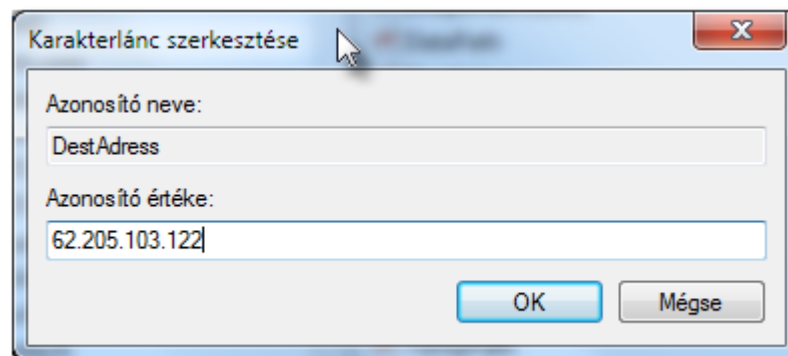 Karakterlánc szerkesztése
Azonosító neve:
DestAdress
Azonosító értéke:
62.205.103.122
OK
Mégse